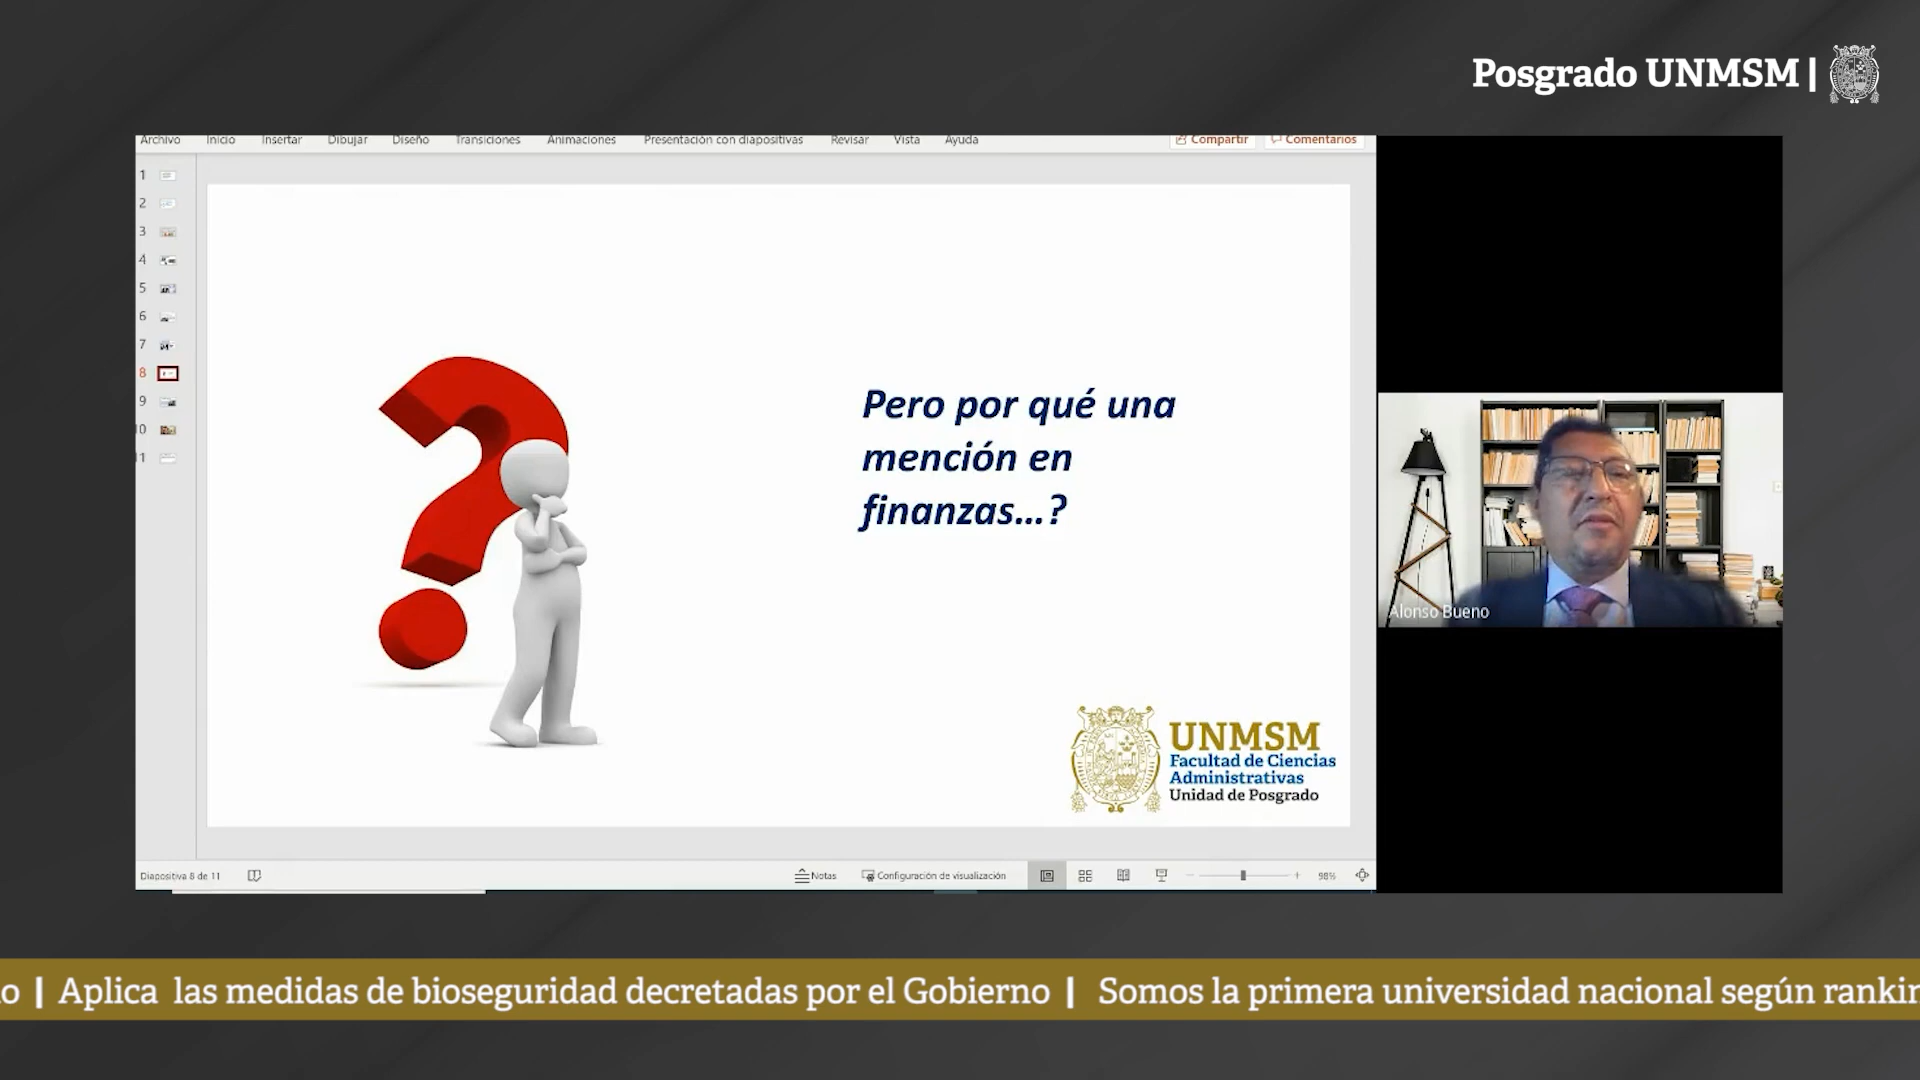 Posgrado UNMSM |
Archivo Inicio Insertar Dibujar Diseño Transiciones Animaciones Presentación con diapositivas Revisar Vista Ayuda Compartir Comentarios
1
2
3
4
5
6
7
8
9
10
11
Pero por qué una
mención en
finanzas...?
Alonso Bueno
UNMSM
Facultad de Ciencias
Administrativas
Unidad de Posgrado
Diapositiva 8 de 11 Notas Configuración de visualización 98%
o | Aplica las medidas de bioseguridad decretadas por el Gobierno | Somos la primera universidad nacional según rankin